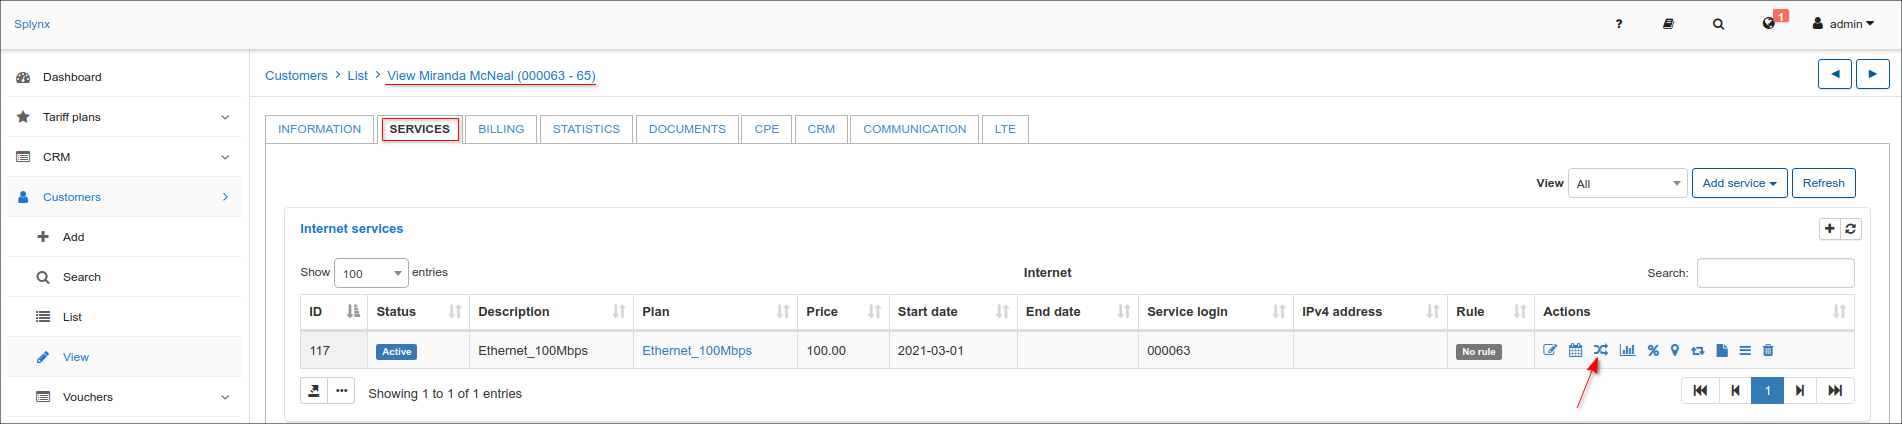 Splynx
?
1
admin
Dashboard
Tariff plans
CRM
Customers
Add
Search
List
View
Vouchers
Customers > List > View Miranda McNeal (000063 - 65)
INFORMATION SERVICES BILLING STATISTICS DOCUMENTS CPE CRM COMMUNICATION LTE
View All Add service Refresh
Internet services
Show 100 entries Internet Search:
ID Status Description Plan Price Start date End date Service login IPv4 address Rule Actions
117 Active Ethernet_100Mbps Ethernet_100Mbps 100.00 2021-03-01 000063 No rule
Showing 1 to 1 of 1 entries 1